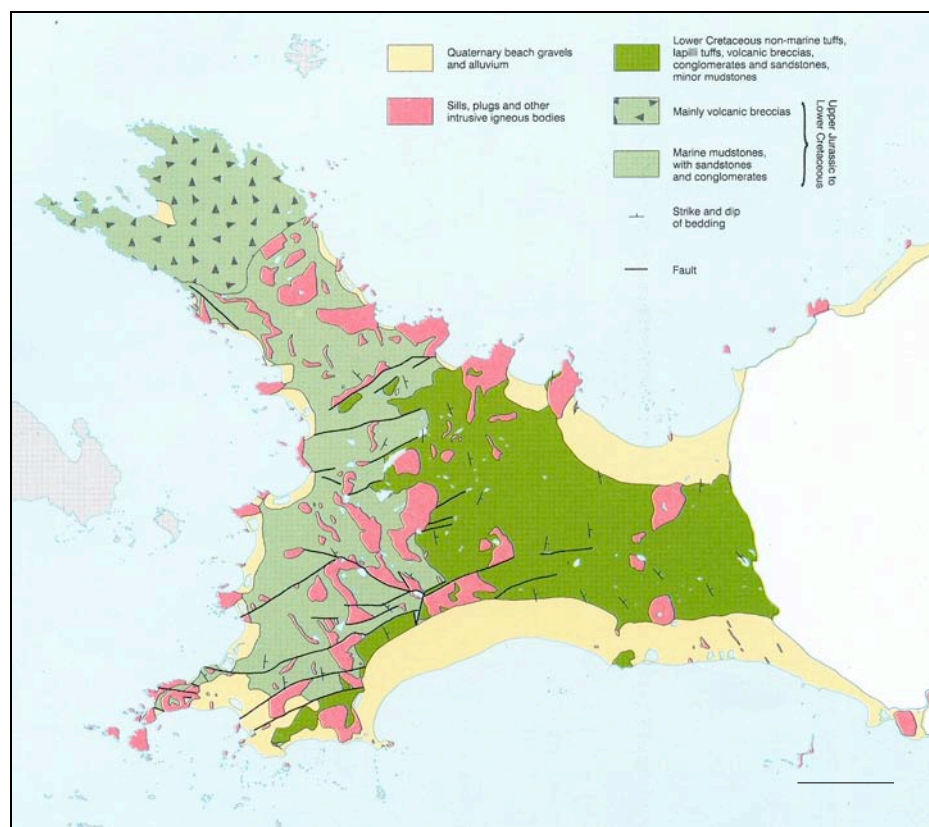 Quaternary beach gravels
and alluvium
Sills, plugs and other
intrusive igneous bodies
Lower Cretaceous non-marine tuffs,
lapilli tuffs, volcanic breccias,
conglomerates and sandstones,
minor mudstones
Mainly volcanic breccias
Marine mudstones,
with sandstones
and conglomerates
Upper Jurassic to
Lower Cretaceous
Strike and dip
of bedding
Fault